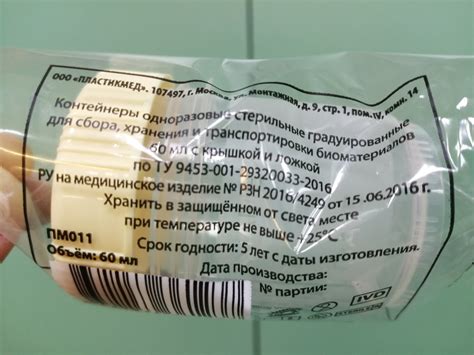 ООО «ПЛАСТИКМЕД». 107497, г. Москва, ул. Монтажная, д. 9, стр. 1, пом. IV, комн. 14
Контейнеры одноразовые стерильные градуированные
для сбора, хранения и транспортировки биоматериалов
60 мл с крышкой и ложкой
по ТУ 9453-001-29320033-2016
РУ на медицинское изделие № РЗН 2016/4249 от 15.06.2016 г.
Хранить в защищённом от света месте
при температуре не выше +25°С
Срок годности: 5 лет с даты изготовления.
ПМ011
Объём: 60 мл
Дата производства:
№ партии:
IVD